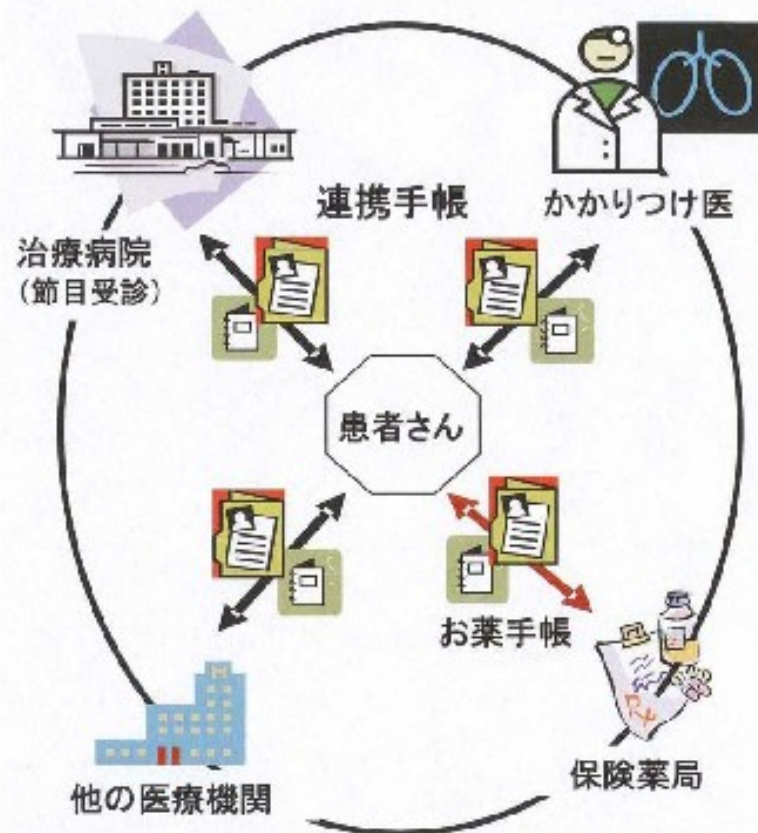 連携手帳
かかりつけ医
治療病院
(節目受診)
患者さん
お薬手帳
保険薬局
他の医療機関